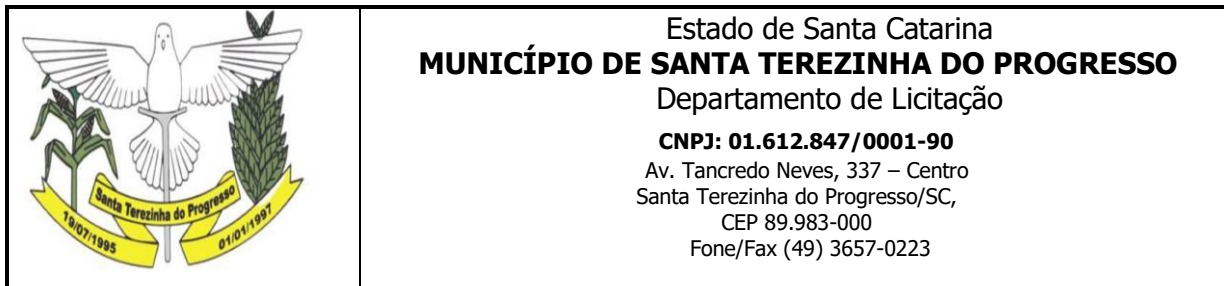 Santa Terezinha do Progresso
19/07/1995
01/01/1997
Estado de Santa Catarina
MUNICÍPIO DE SANTA TEREZINHA DO PROGRESSO
Departamento de Licitação
CNPJ: 01.612.847/0001-90
Av. Tancredo Neves, 337 – Centro
Santa Terezinha do Progresso/SC,
CEP 89.983-000
Fone/Fax (49) 3657-0223